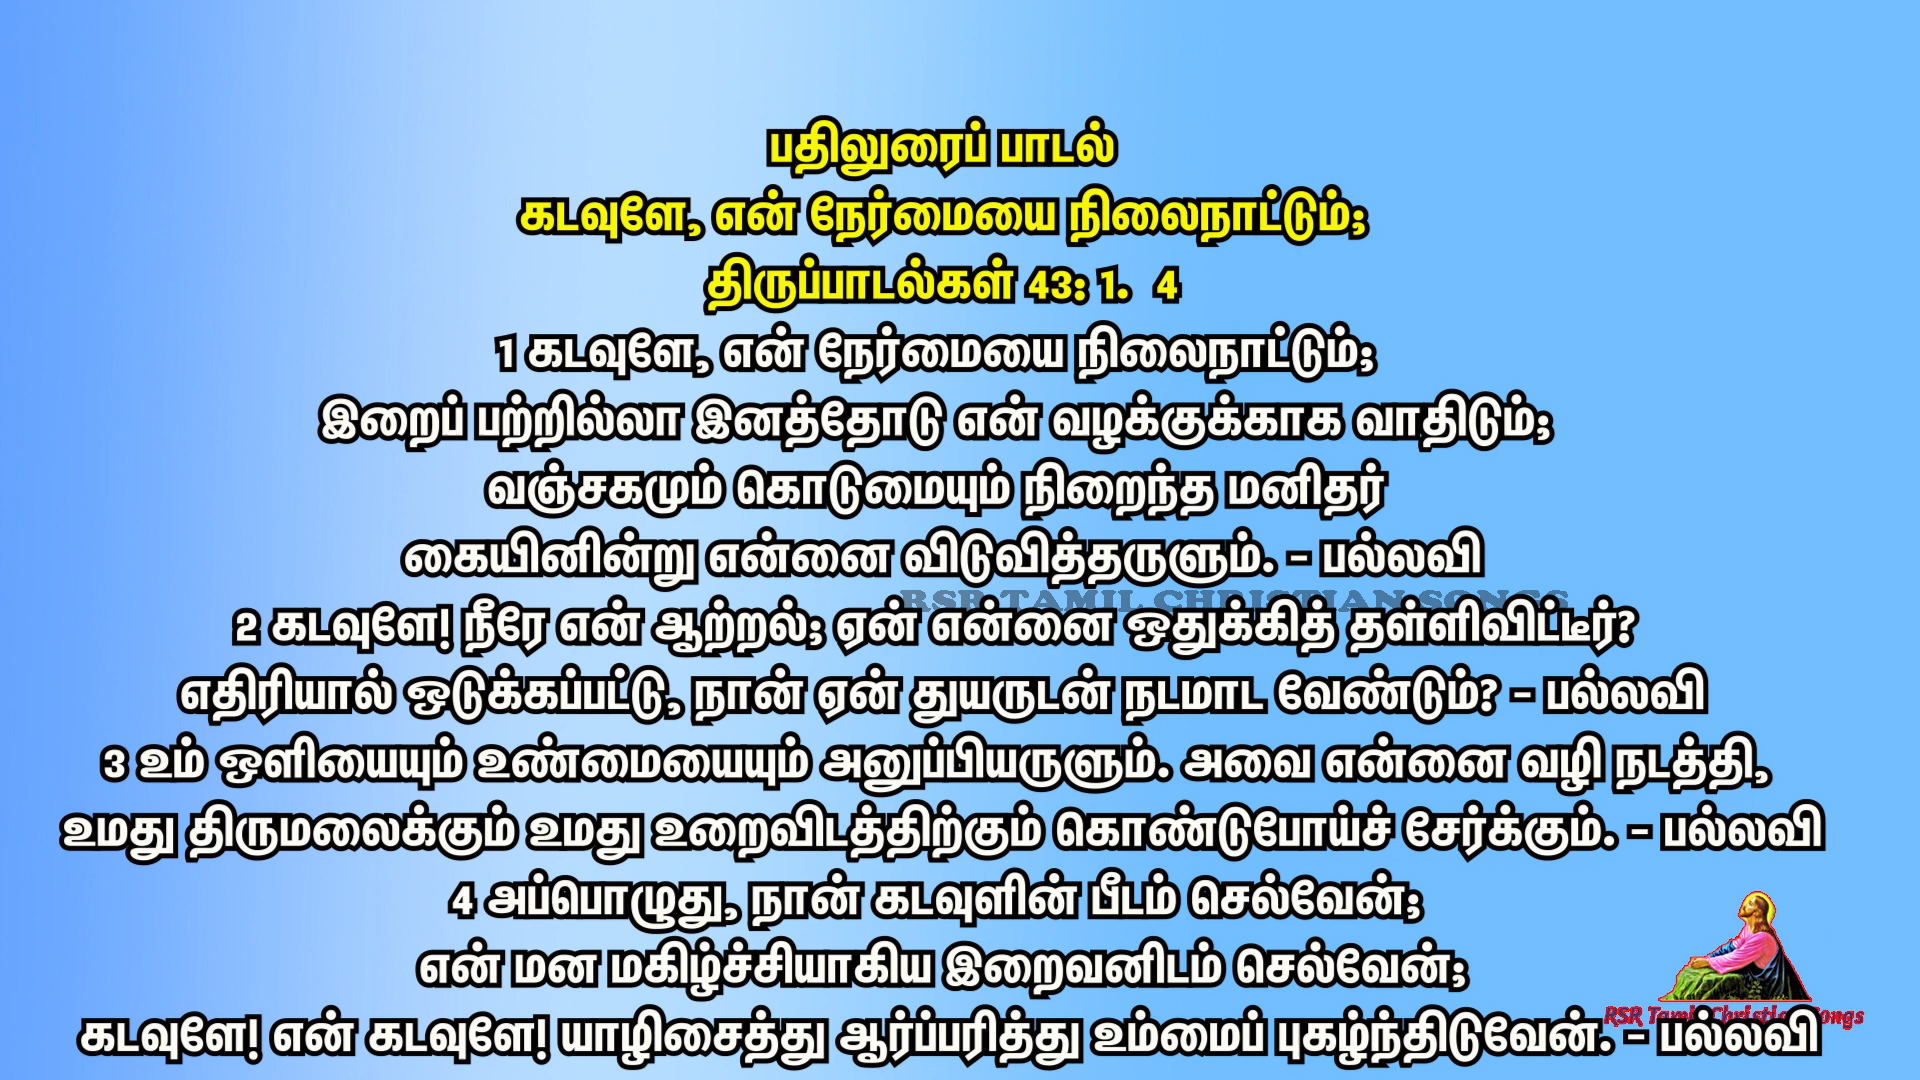 பதிலுரைப் பாடல்
கடவுளே, என் நேர்மையை நிலைநாட்டும்;
திருப்பாடல்கள் 43: 1.  4
1 கடவுளே, என் நேர்மையை நிலைநாட்டும்;
இறைப் பற்றில்லா இனத்தோடு என் வழக்குக்காக வாதிடும்;
வஞ்சகமும் கொடுமையும் நிறைந்த மனிதர்
கையினின்று என்னை விடுவித்தருளும். - பல்லவி
RSR TAMIL CHRISTIAN SONGS
2 கடவுளே! நீரே என் ஆற்றல்; ஏன் என்னை ஒதுக்கித் தள்ளிவிட்டீர்?
எதிரியால் ஒடுக்கப்பட்டு, நான் ஏன் துயருடன் நடமாட வேண்டும்? - பல்லவி
3 உம் ஒளியையும் உண்மையையும் அனுப்பியருளும். அவை என்னை வழி நடத்தி,
உமது திருமலைக்கும் உமது உறைவிடத்திற்கும் கொண்டுபோய்ச் சேர்க்கும். - பல்லவி
4 அப்பொழுது, நான் கடவுளின் பீடம் செல்வேன்;
என் மன மகிழ்ச்சியாகிய இறைவனிடம் செல்வேன்;
RSR Tamil Christian Songs
கடவுளே! என் கடவுளே! யாழிசைத்து ஆர்ப்பரித்து உம்மைப் புகழ்ந்திடுவேன். - பல்லவி